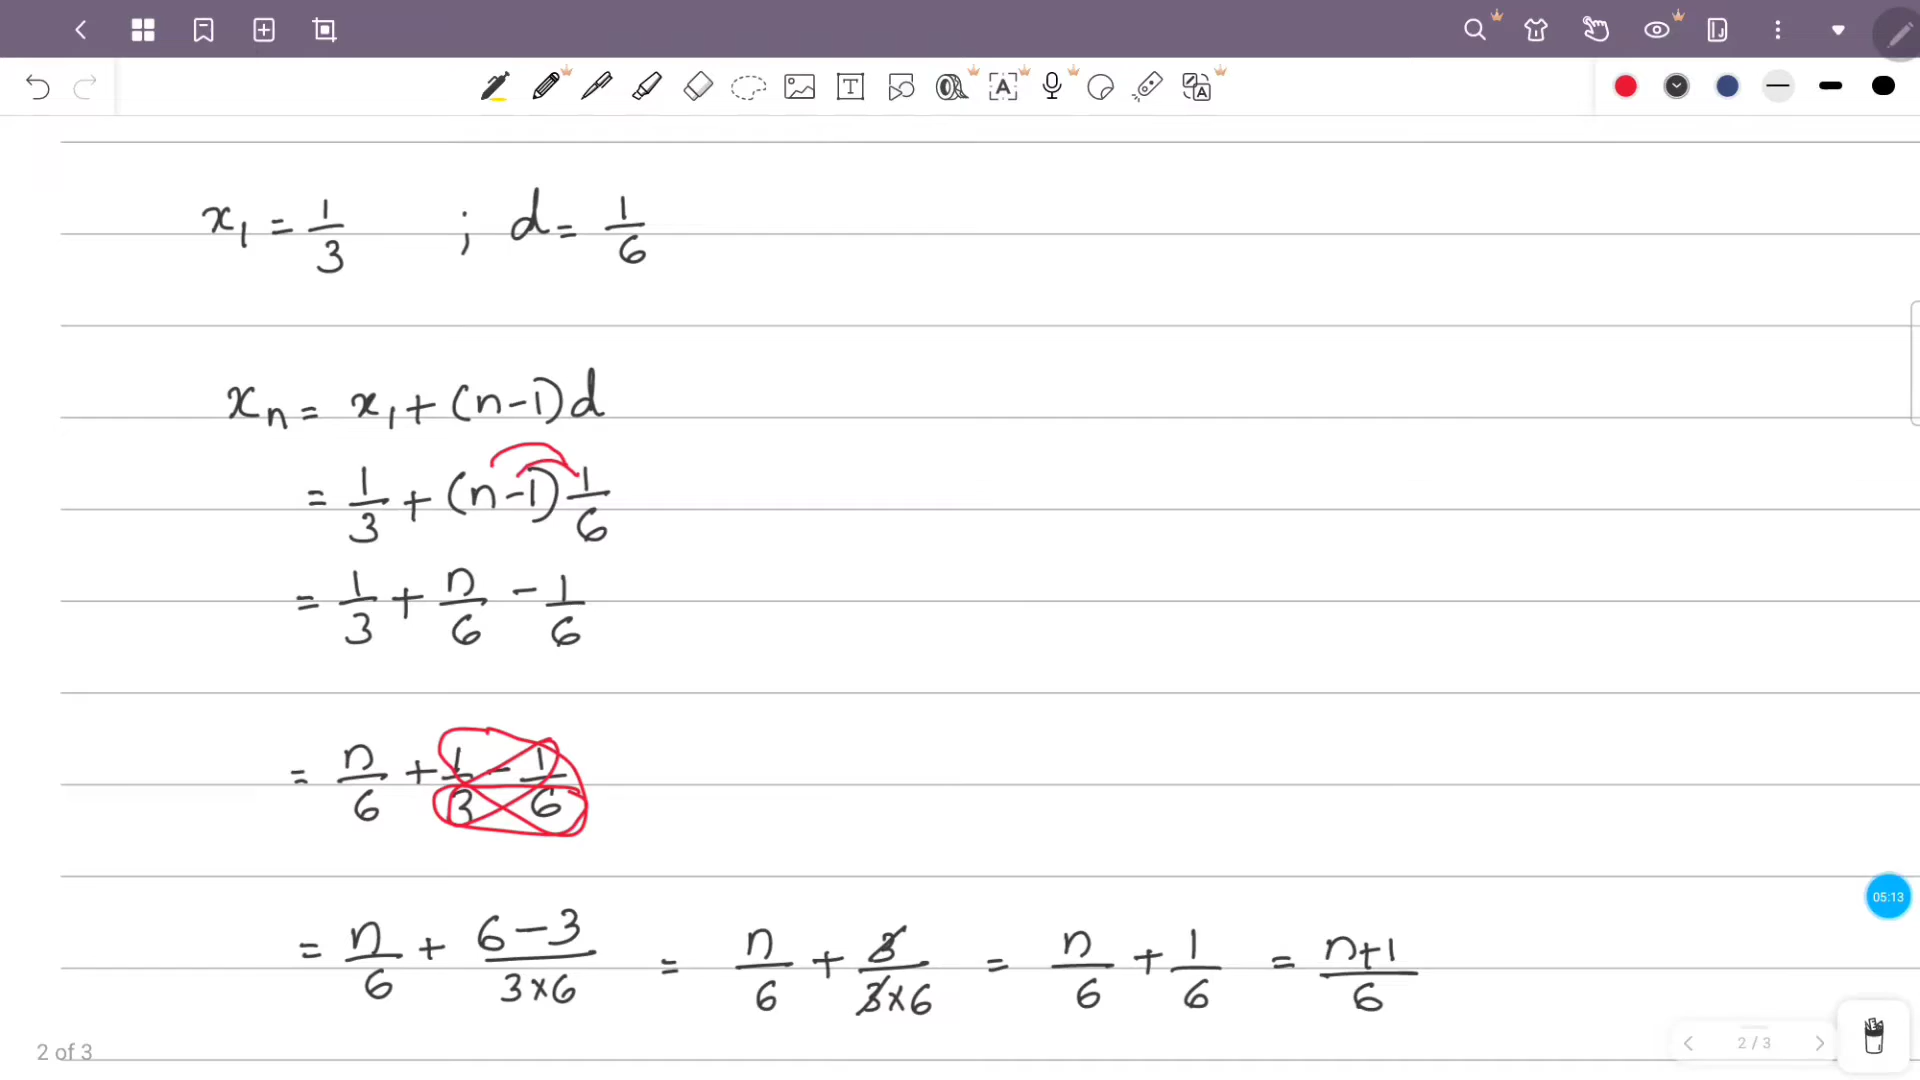 x₁ = 1/3 ; d = 1/6
xₙ = x₁ + (n-1)d
= 1/3 + (n-1) 1/6
= 1/3 + n/6 - 1/6
= n/6 + 1/3 - 1/6
05:13
= n/6 + (6-3)/(3×6) = n/6 + 3/(3×6) = n/6 + 1/6 = (n+1)/6
2 of 3
2 / 3